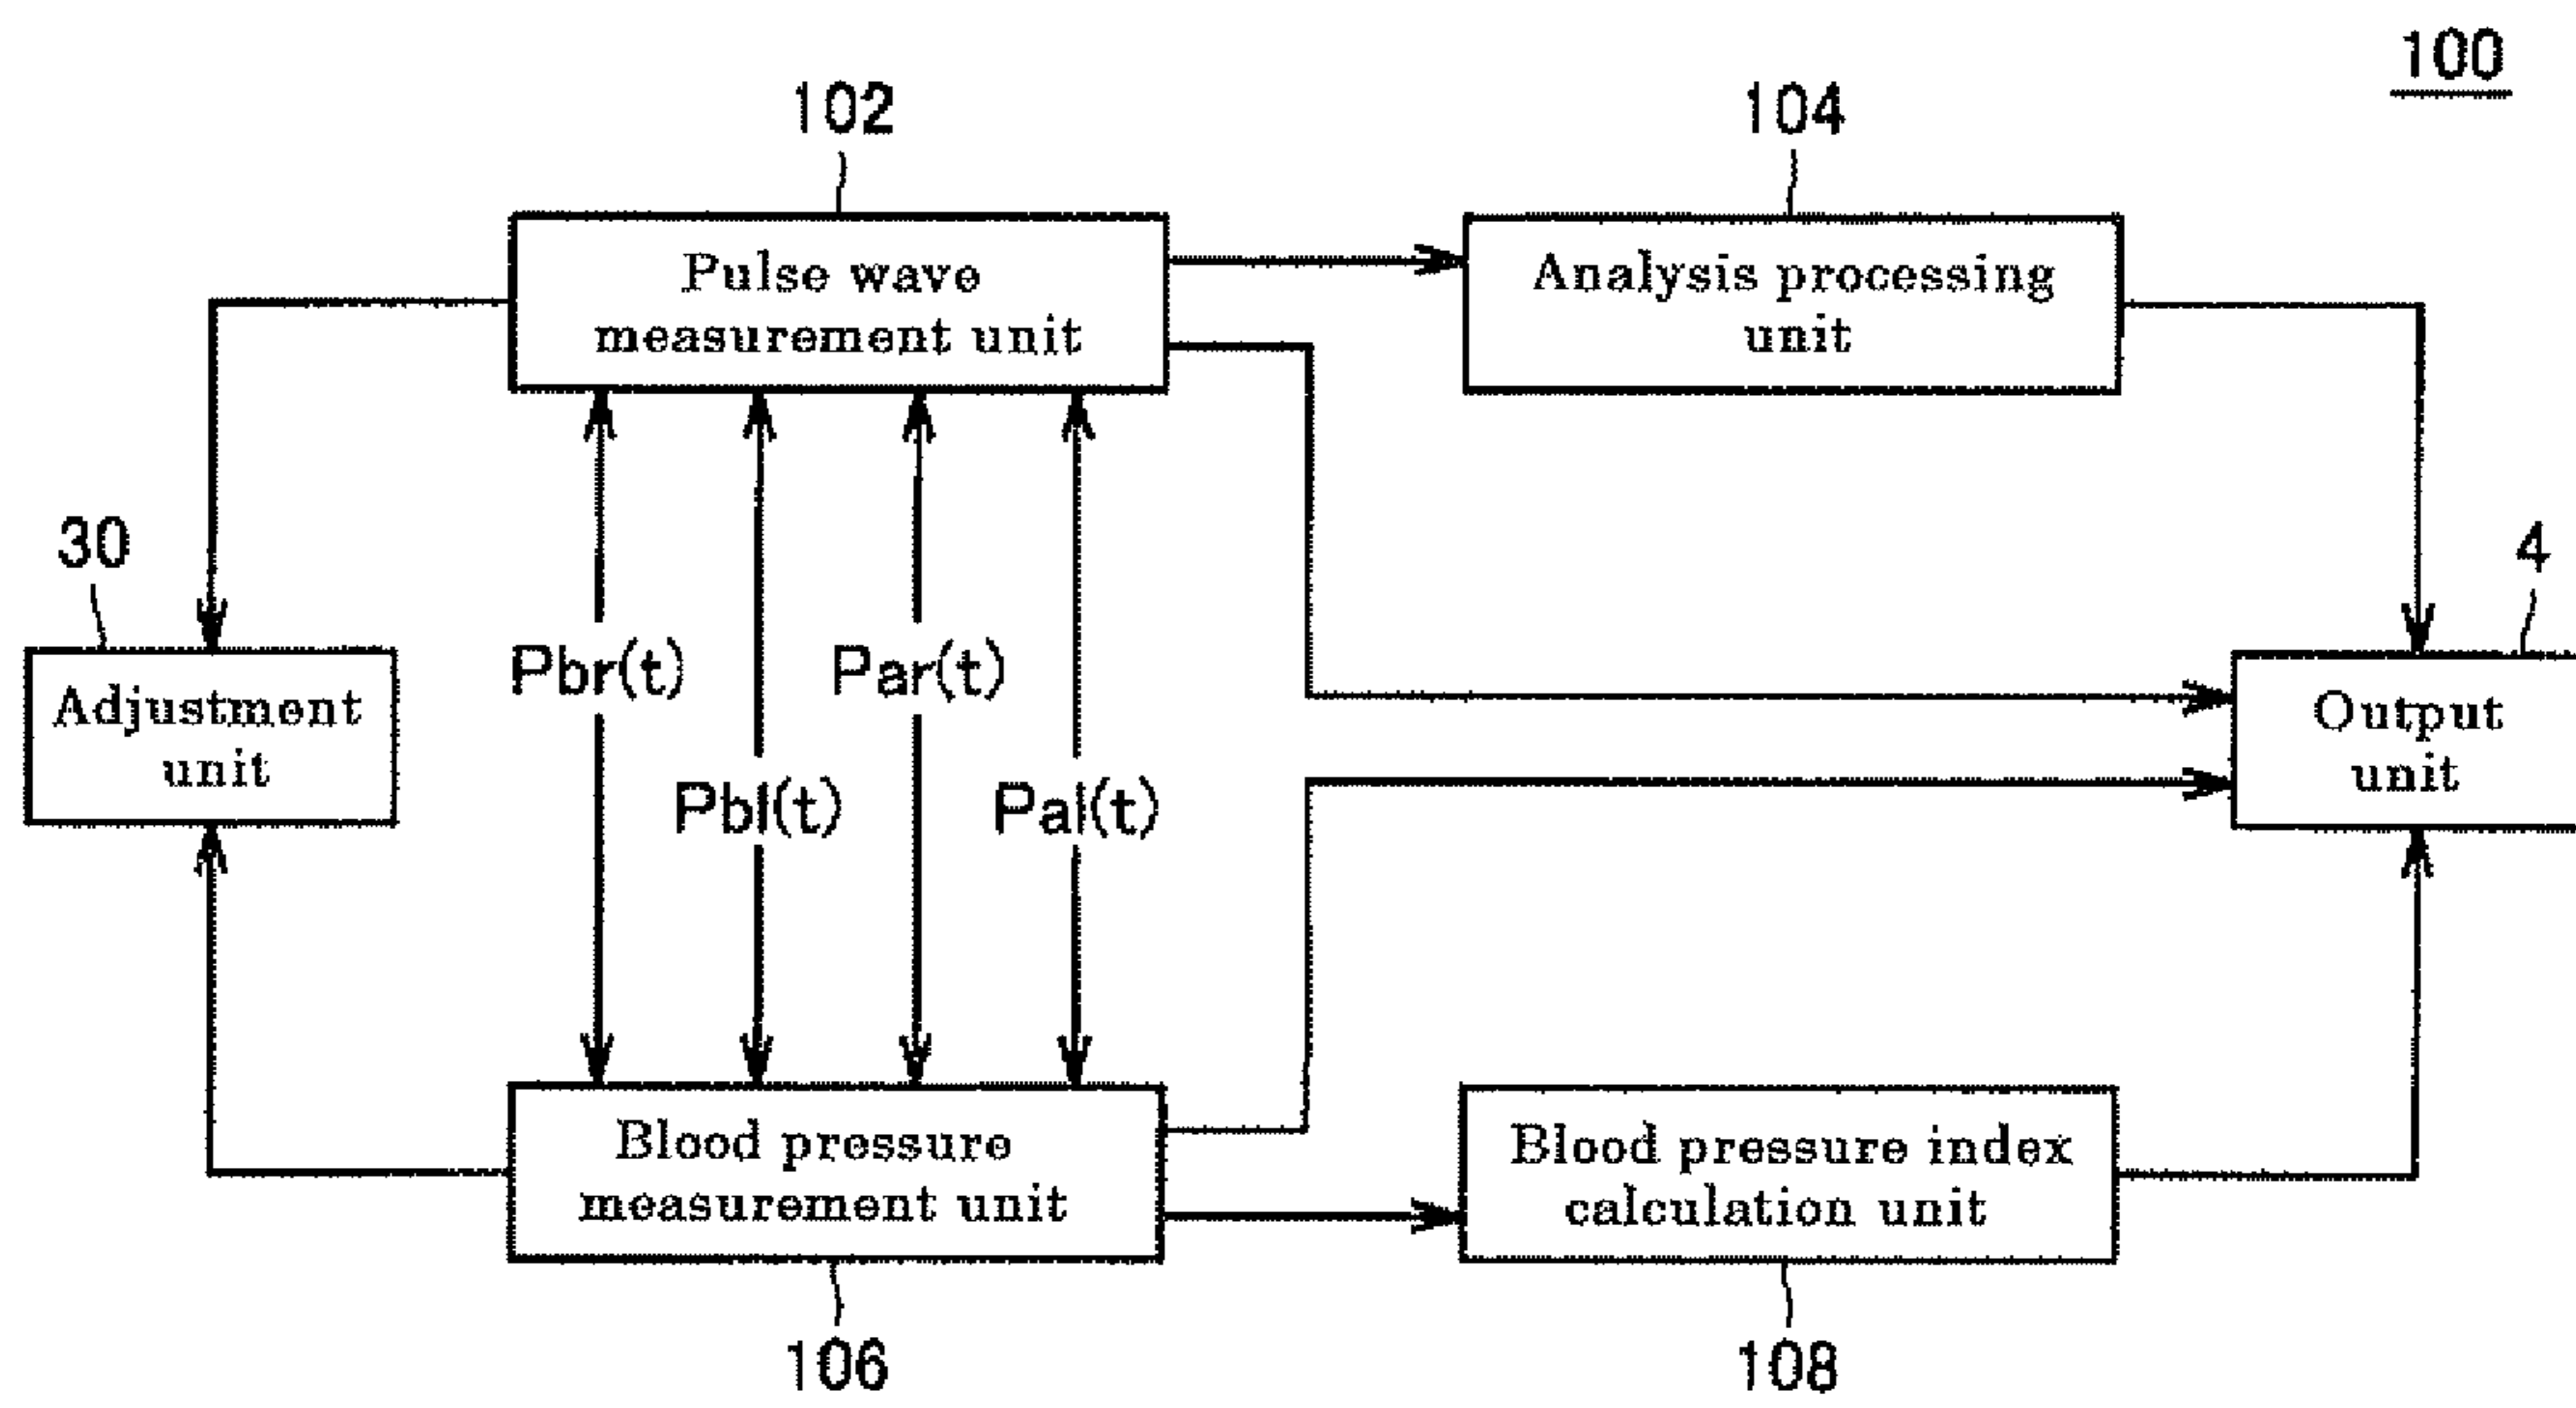 100
102
104
Pulse wave
measurement unit
Analysis processing
unit
30
4
Adjustment
unit
Pbr(t)
Par(t)
Pbl(t)
Pal(t)
Output
unit
Blood pressure
measurement unit
Blood pressure index
calculation unit
106
108